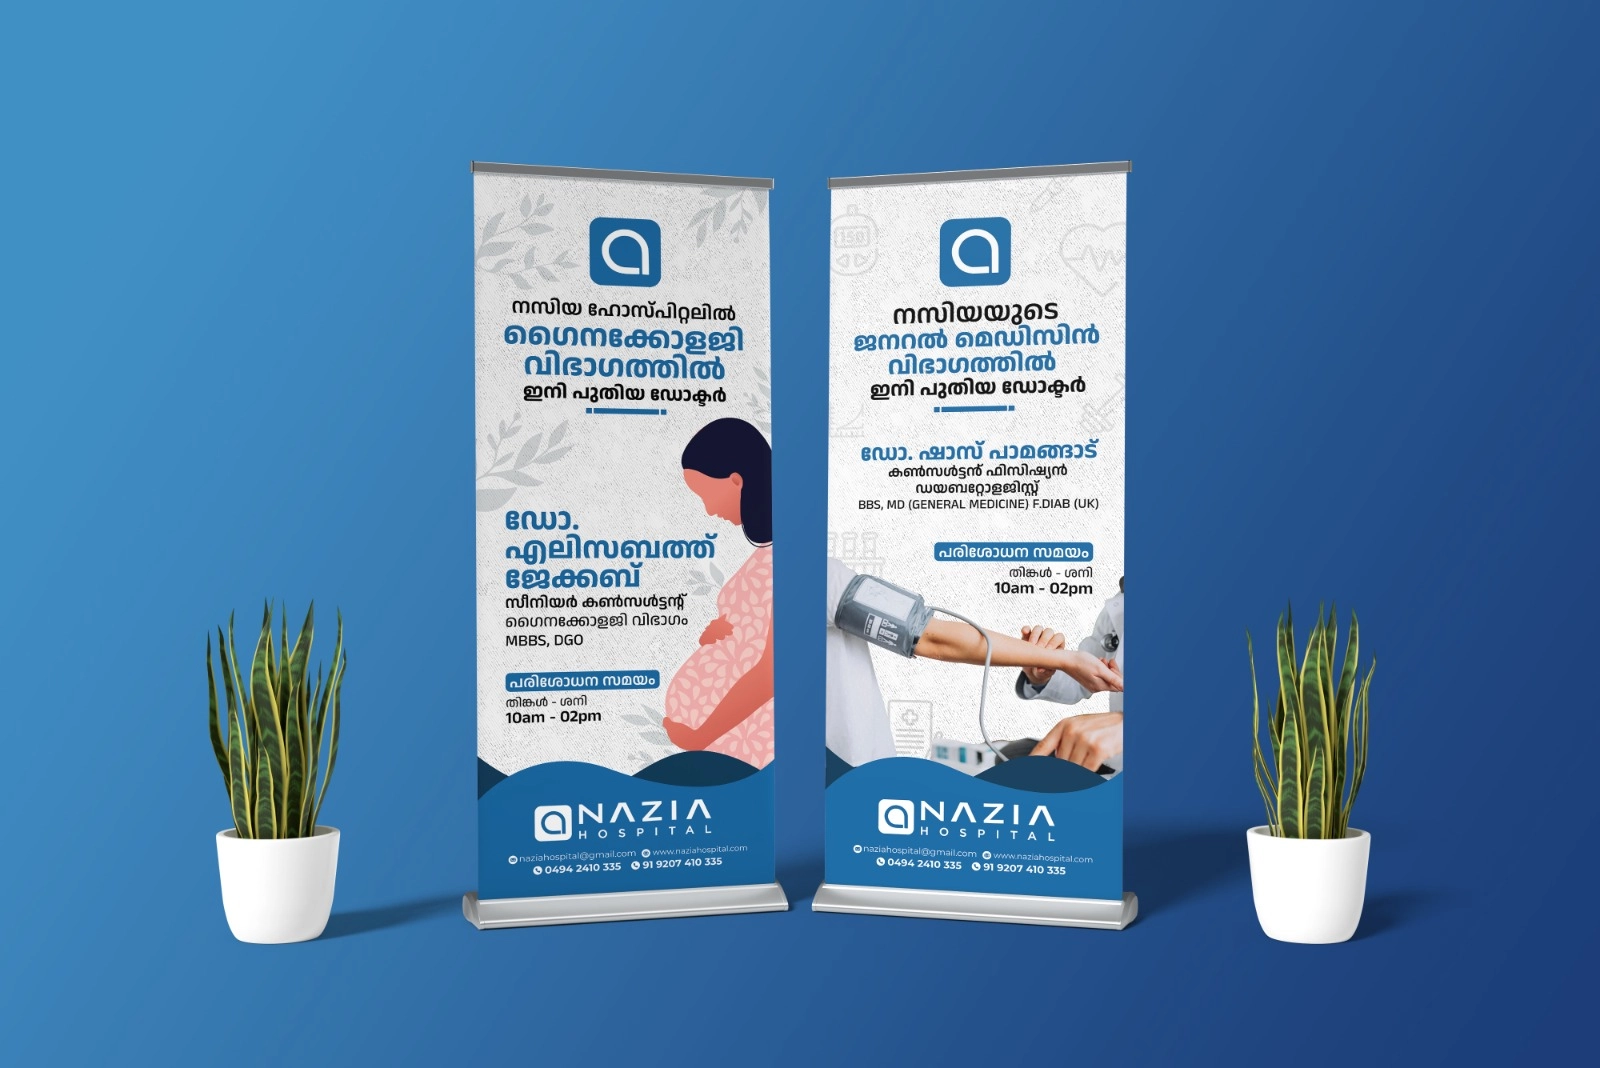 നസിയ ഹോസ്പിറ്റലിൽ
ഗൈനക്കോളജി
വിഭാഗത്തിൽ
ഇനി പുതിയ ഡോക്ടർ
ഡോ.
എലിസബത്ത്
ജേക്കബ്
സീനിയർ കൺസൾട്ടന്റ്
ഗൈനക്കോളജി വിഭാഗം
MBBS, DGO
പരിശോധന സമയം
തിങ്കൾ - ശനി
10am - 02pm
NAZIA
HOSPITAL
naziahospital@gmail.com www.naziahospital.com
0494 2410 335 91 9207 410 335
നസിയയുടെ
ജനറൽ മെഡിസിൻ
വിഭാഗത്തിൽ
ഇനി പുതിയ ഡോക്ടർ
ഡോ. ഷാസ് പാമങ്ങാട്
കൺസൾട്ടന്റ് ഫിസിഷ്യൻ
ഡയബറ്റോളജിസ്റ്റ്
BBS, MD (GENERAL MEDICINE) F.DIAB (UK)
പരിശോധന സമയം
തിങ്കൾ - ശനി
10am - 02pm
150
NAZIA
HOSPITAL
naziahospital@gmail.com www.naziahospital.com
0494 2410 335 91 9207 410 335